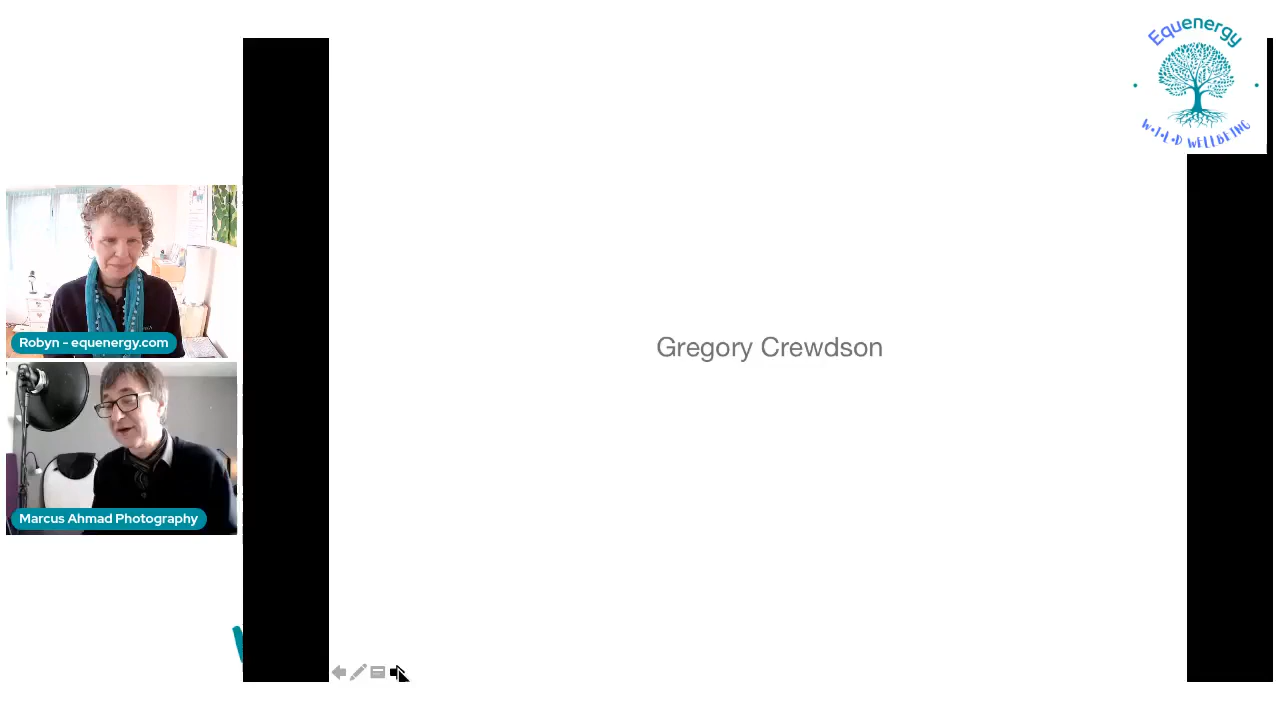 Equenergy
W·I·L·D WELLBEING
Robyn - equenergy.com
Gregory Crewdson
Marcus Ahmad Photography